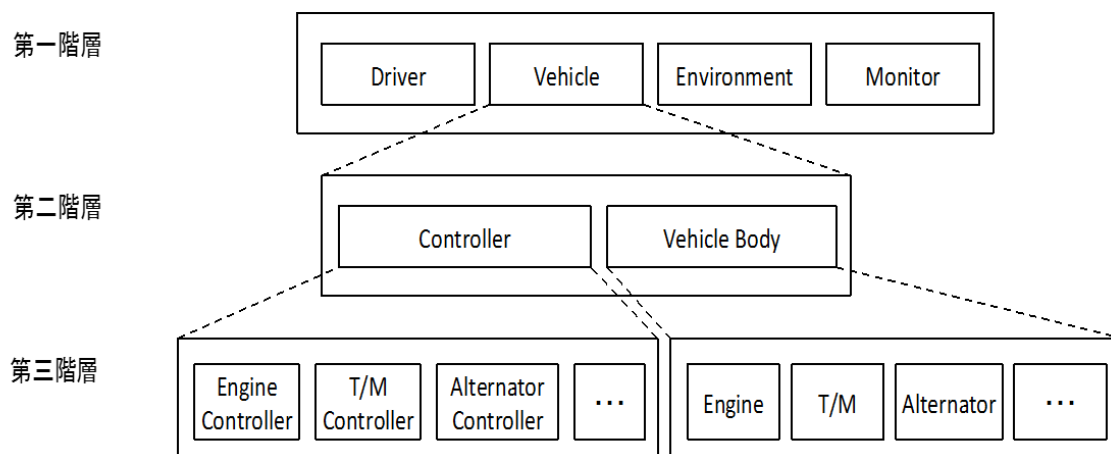 第一階層
Driver
Vehicle
Environment
Monitor
第二階層
Controller
Vehicle Body
第三階層
Engine
Controller
T/M
Controller
Alternator
Controller
···
Engine
T/M
Alternator
···